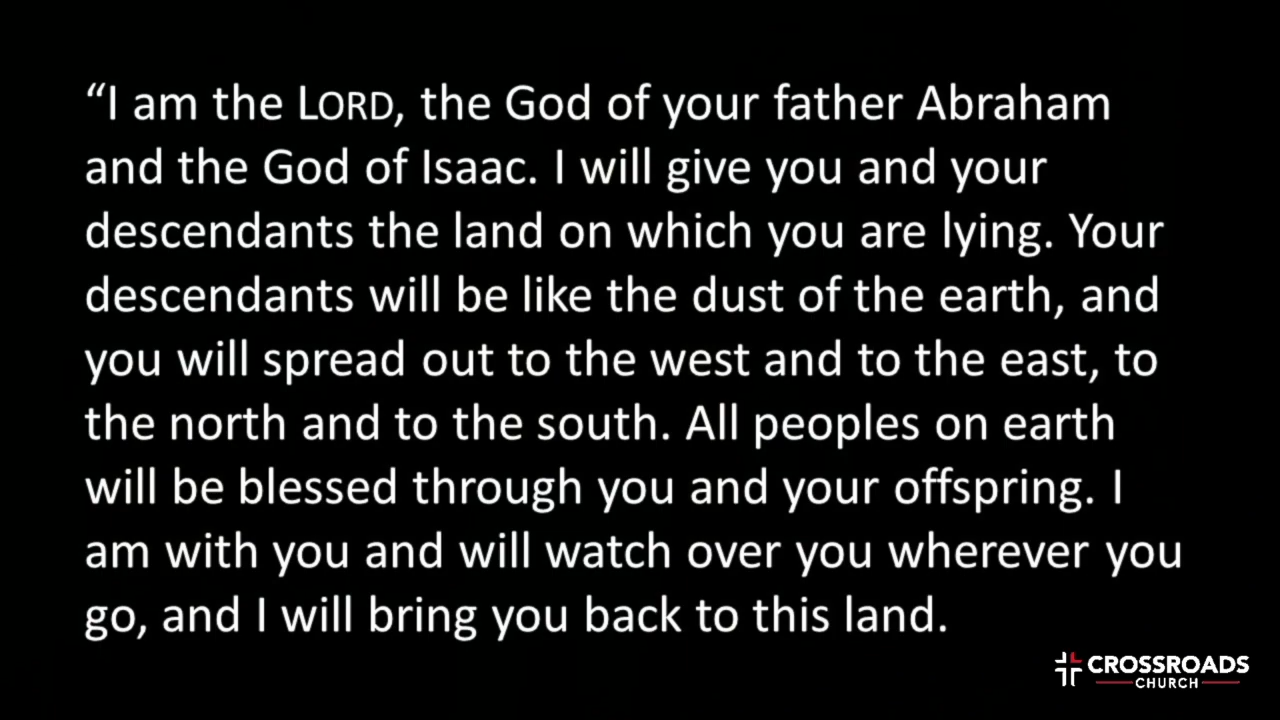 “I am the LORD, the God of your father Abraham
and the God of Isaac. I will give you and your
descendants the land on which you are lying. Your
descendants will be like the dust of the earth, and
you will spread out to the west and to the east, to
the north and to the south. All peoples on earth
will be blessed through you and your offspring. I
am with you and will watch over you wherever you
go, and I will bring you back to this land.
CROSSROADS
CHURCH